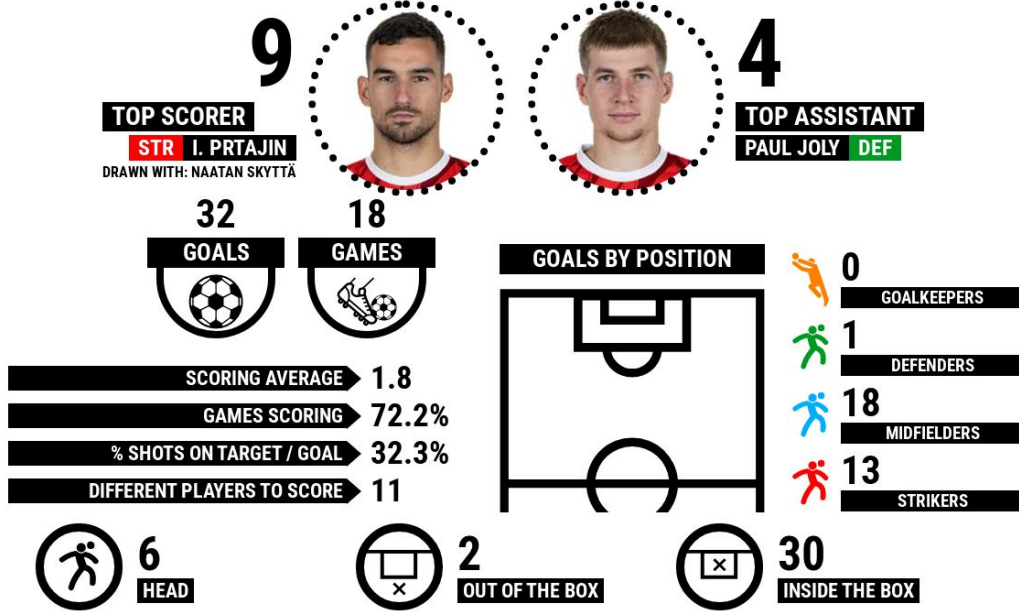 9
TOP SCORER
STR I. PRTAJIN
DRAWN WITH: NAATAN SKYTTÄ
4
TOP ASSISTANT
PAUL JOLY DEF
32
GOALS
18
GAMES
SCORING AVERAGE 1.8
GAMES SCORING 72.2%
% SHOTS ON TARGET / GOAL 32.3%
DIFFERENT PLAYERS TO SCORE 11
GOALS BY POSITION
0
GOALKEEPERS
1
DEFENDERS
18
MIDFIELDERS
13
STRIKERS
6
HEAD
2
OUT OF THE BOX
30
INSIDE THE BOX